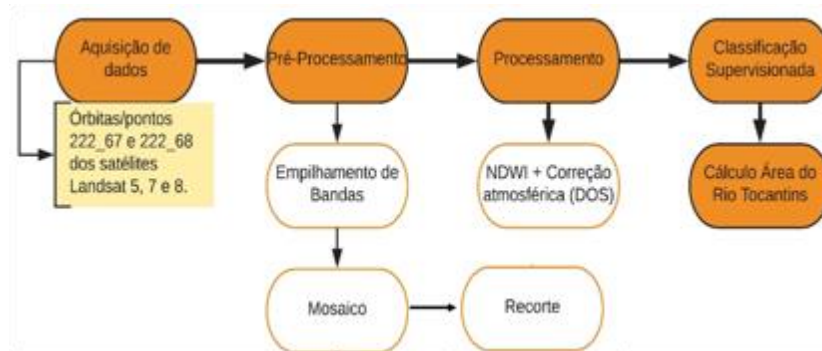 Aquisição de
dados
Pré-Processamento
Processamento
Classificação
Supervisionada
Órbitas/pontos
222_67 e 222_68
dos satélites
Landsat 5, 7 e 8.
Empilhamento de
Bandas
NDWI + Correção
atmosférica (DOS)
Cálculo Área do
Rio Tocantins
Mosaico
Recorte